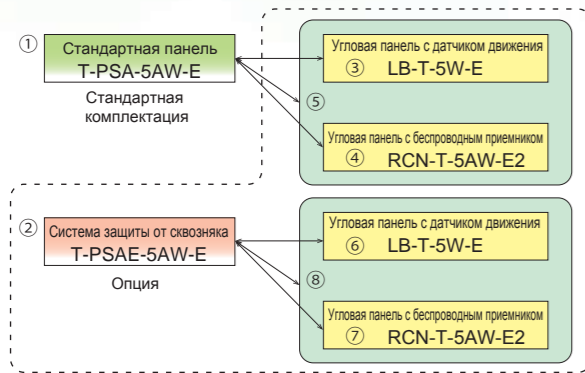 ①
Стандартная панель
T-PSA-5AW-E
Стандартная
комплектация
Угловая панель с датчиком движения
③ LB-T-5W-E
⑤
Угловая панель с беспроводным приемником
④ RCN-T-5AW-E2
②
Система защиты от сквозняка
T-PSAE-5AW-E
Опция
Угловая панель с датчиком движения
⑥ LB-T-5W-E
⑧
Угловая панель с беспроводным приемником
⑦ RCN-T-5AW-E2